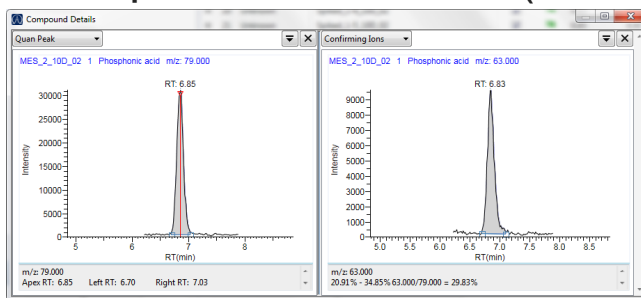 Compound Details
Quan Peak
MES_2_10D_02 1 Phosphonic acid m/z: 79.000
RT: 6.85
30000
25000
20000
15000
10000
5000
0
Intensity
5 6 7 8
RT(min)
m/z: 79.000
Apex RT: 6.85 Left RT: 6.70 Right RT: 7.03
Confirming Ions
MES_2_10D_02 1 Phosphonic acid m/z: 63.000
RT: 6.83
9000
8000
7000
6000
5000
4000
3000
2000
1000
0
Intensity
5.0 5.5 6.0 6.5 7.0 7.5 8.0 8.5
RT(min)
m/z: 63.000
20.91% - 34.85% 63.000/79.000 = 29.83%